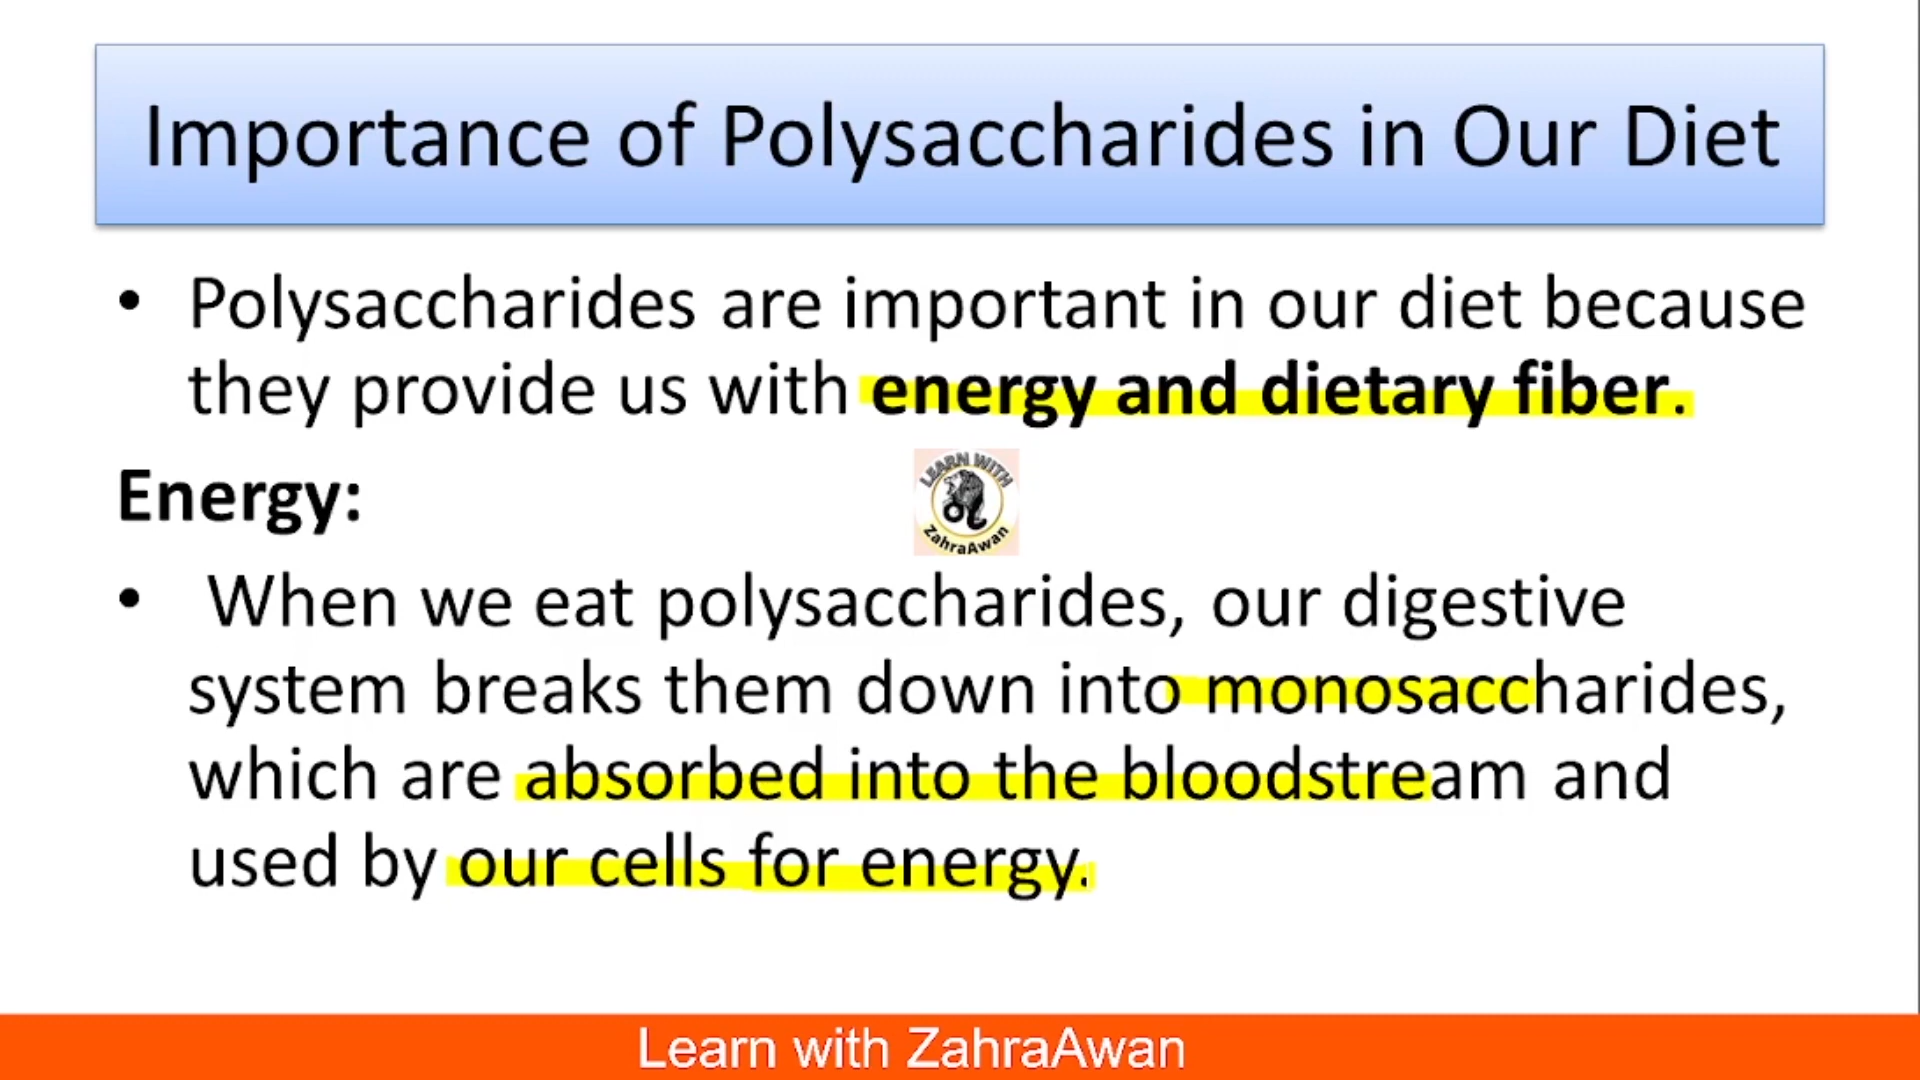 Importance of Polysaccharides in Our Diet
• Polysaccharides are important in our diet because
they provide us with energy and dietary fiber.
LEARN WITH
ZahraAwan
Energy:
• When we eat polysaccharides, our digestive
system breaks them down into monosaccharides,
which are absorbed into the bloodstream and
used by our cells for energy.
Learn with ZahraAwan